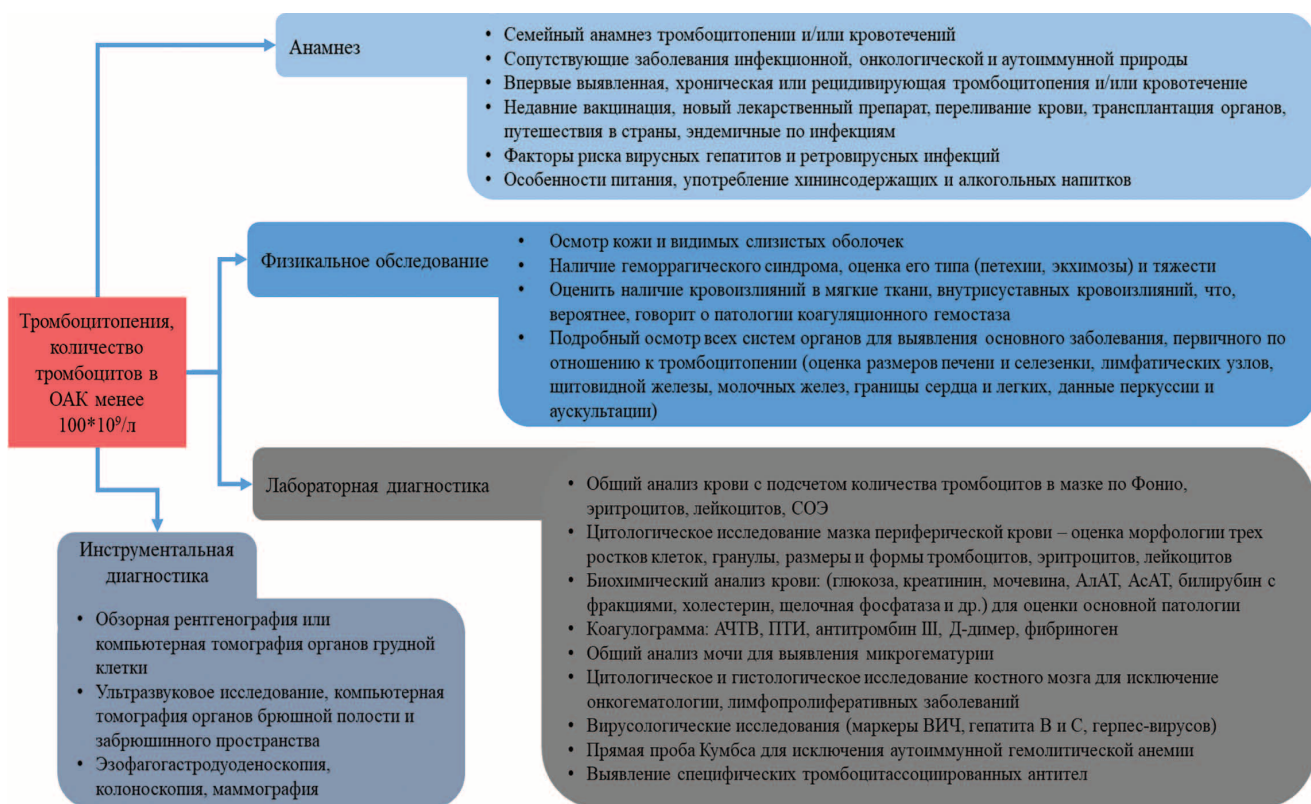 Анамнез
• Семейный анамнез тромбоцитопении и/или кровотечений
• Сопутствующие заболевания инфекционной, онкологической и аутоиммунной природы
• Впервые выявленная, хроническая или рецидивирующая тромбоцитопения и/или кровотечение
• Недавние вакцинация, новый лекарственный препарат, переливание крови, трансплантация органов,
путешествия в страны, эндемичные по инфекциям
• Факторы риска вирусных гепатитов и ретровирусных инфекций
• Особенности питания, употребление хининсодержащих и алкогольных напитков
Физикальное обследование
• Осмотр кожи и видимых слизистых оболочек
• Наличие геморрагического синдрома, оценка его типа (петехии, экхимозы) и тяжести
• Оценить наличие кровоизлияний в мягкие ткани, внутрисуставных кровоизлияний, что,
вероятнее, говорит о патологии коагуляционного гемостаза
• Подробный осмотр всех систем органов для выявления основного заболевания, первичного по
отношению к тромбоцитопении (оценка размеров печени и селезенки, лимфатических узлов,
щитовидной железы, молочных желез, границы сердца и легких, данные перкуссии и
аускультации)
Тромбоцитопения,
количество
тромбоцитов в
ОАК менее
100*10⁹/л
Лабораторная диагностика
• Общий анализ крови с подсчетом количества тромбоцитов в мазке по Фонио,
эритроцитов, лейкоцитов, СОЭ
• Цитологическое исследование мазка периферической крови – оценка морфологии трех
ростков клеток, гранулы, размеры и формы тромбоцитов, эритроцитов, лейкоцитов
• Биохимический анализ крови: (глюкоза, креатинин, мочевина, АлАТ, АсАТ, билирубин с
фракциями, холестерин, щелочная фосфатаза и др.) для оценки основной патологии
• Коагулограмма: АЧТВ, ПТИ, антитромбин III, Д-димер, фибриноген
• Общий анализ мочи для выявления микрогематурии
• Цитологическое и гистологическое исследование костного мозга для исключение
онкогематологии, лимфопролиферативных заболеваний
• Вирусологические исследования (маркеры ВИЧ, гепатита В и С, герпес-вирусов)
• Прямая проба Кумбса для исключения аутоиммунной гемолитической анемии
• Выявление специфических тромбоцитассоциированных антител
Инструментальная
диагностика
• Обзорная рентгенография или
компьютерная томография органов грудной
клетки
• Ультразвуковое исследование, компьютерная
томография органов брюшной полости и
забрюшинного пространства
• Эзофагогастродуоденоскопия,
колоноскопия, маммография